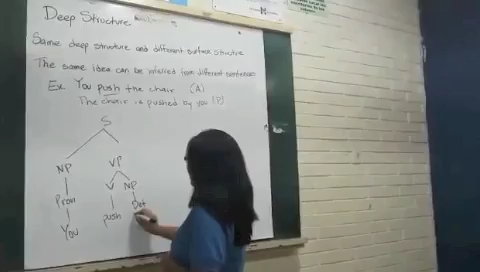 Deep Structure
Same deep structure and different surface structure
The same idea can be inferred from different sentences
Ex. You push the chair (A)
The chair is pushed by you (P)
S
NP VP
V NP
Pron Det
You push